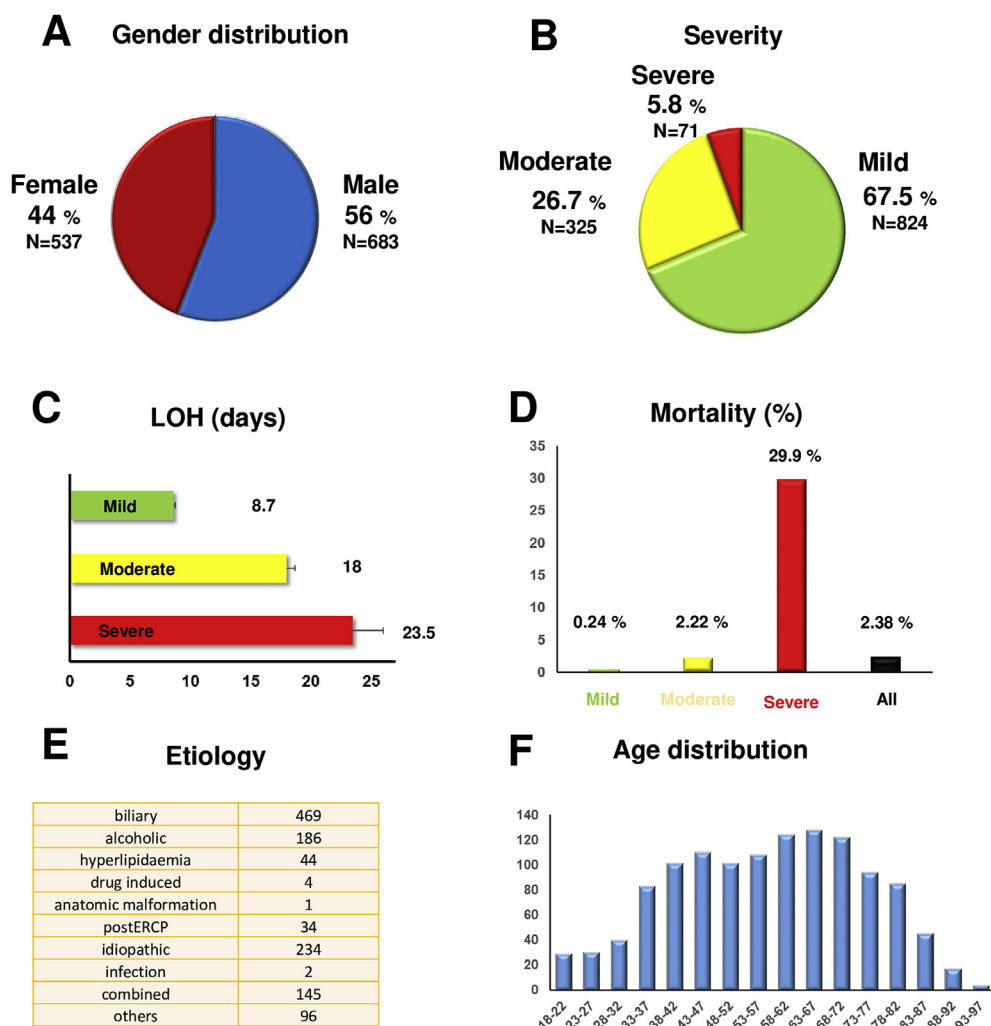 A Gender distribution
Female
44 %
N=537
Male
56 %
N=683
B Severity
Severe
5.8 %
N=71
Moderate
26.7 %
N=325
Mild
67.5 %
N=824
C LOH (days)
Mild 8.7
Moderate 18
Severe 23.5
0 5 10 15 20 25
D Mortality (%)
35
30
25
20
15
10
5
0
0.24 %
2.22 %
29.9 %
2.38 %
Mild Moderate Severe All
E Etiology
biliary 469
alcoholic 186
hyperlipidaemia 44
drug induced 4
anatomic malformation 1
postERCP 34
idiopathic 234
infection 2
combined 145
others 96
F Age distribution
140
120
100
80
60
40
20
0
18-22 23-27 28-32 33-37 38-42 43-47 48-52 53-57 58-62 63-67 68-72 73-77 78-82 83-87 88-92 93-97